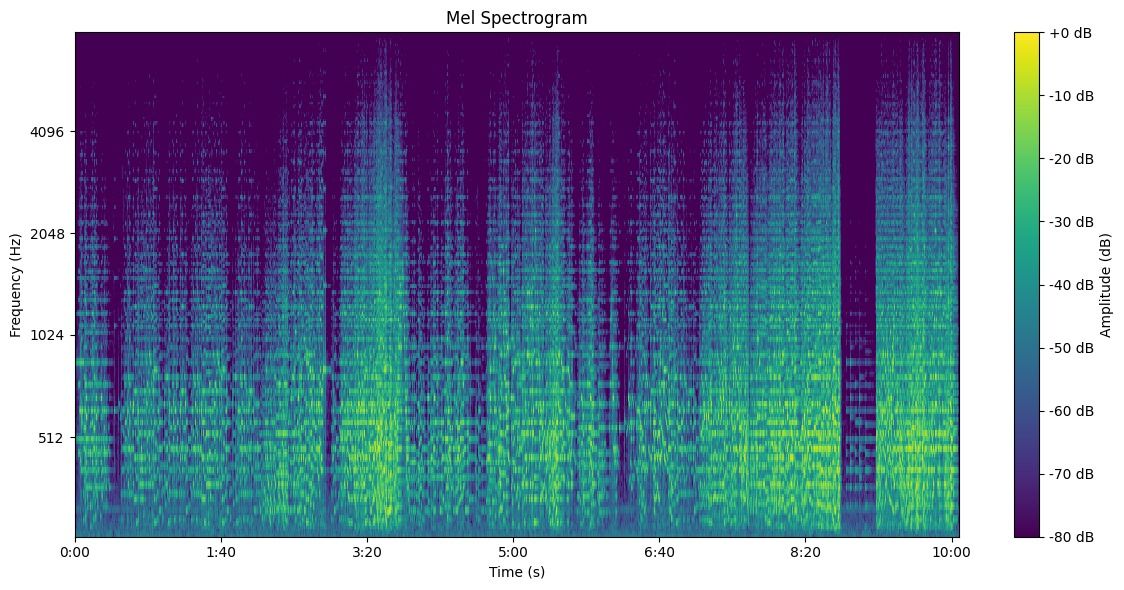 Mel Spectrogram
Frequency (Hz)
4096
2048
1024
512
0:00 1:40 3:20 5:00 6:40 8:20 10:00
Time (s)
+0 dB
-10 dB
-20 dB
-30 dB
-40 dB
-50 dB
-60 dB
-70 dB
-80 dB
Amplitude (dB)